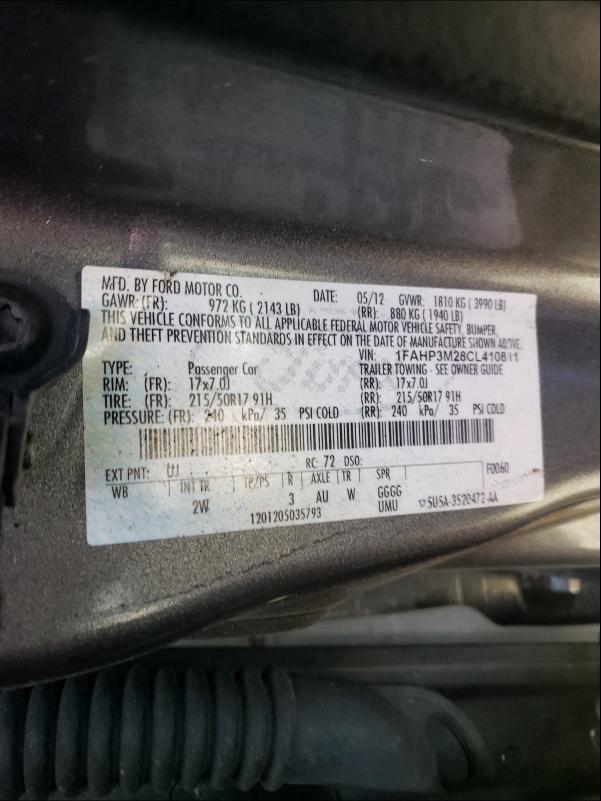 MFD. BY FORD MOTOR CO. DATE: 05/12 GVWR: 1810 KG ( 3990 LB)
GAWR: (FR): 972 KG ( 2143 LB) (RR): 880 KG ( 1940 LB)
THIS VEHICLE CONFORMS TO ALL APPLICABLE FEDERAL MOTOR VEHICLE SAFETY, BUMPER,
AND THEFT PREVENTION STANDARDS IN EFFECT ON THE DATE OF MANUFACTURE SHOWN ABOVE.
VIN: 1FAHP3M28CL410811
TYPE: Passenger Car TRAILER TOWING - SEE OWNER GUIDE
RIM: (FR): 17x7.0J (RR): 17x7.0J
TIRE: (FR): 215/50R17 91H (RR): 215/50R17 91H
PRESSURE: (FR): 240 kPa/ 35 PSI COLD (RR): 240 kPa/ 35 PSI COLD
EXT PNT: UJ RC: 72 DSO: F0060
WB INT TR TP/PS R AXLE TR SPR
2W 3 AU W GGGG
UMU
1201205035793 5U5A-3520472-AA